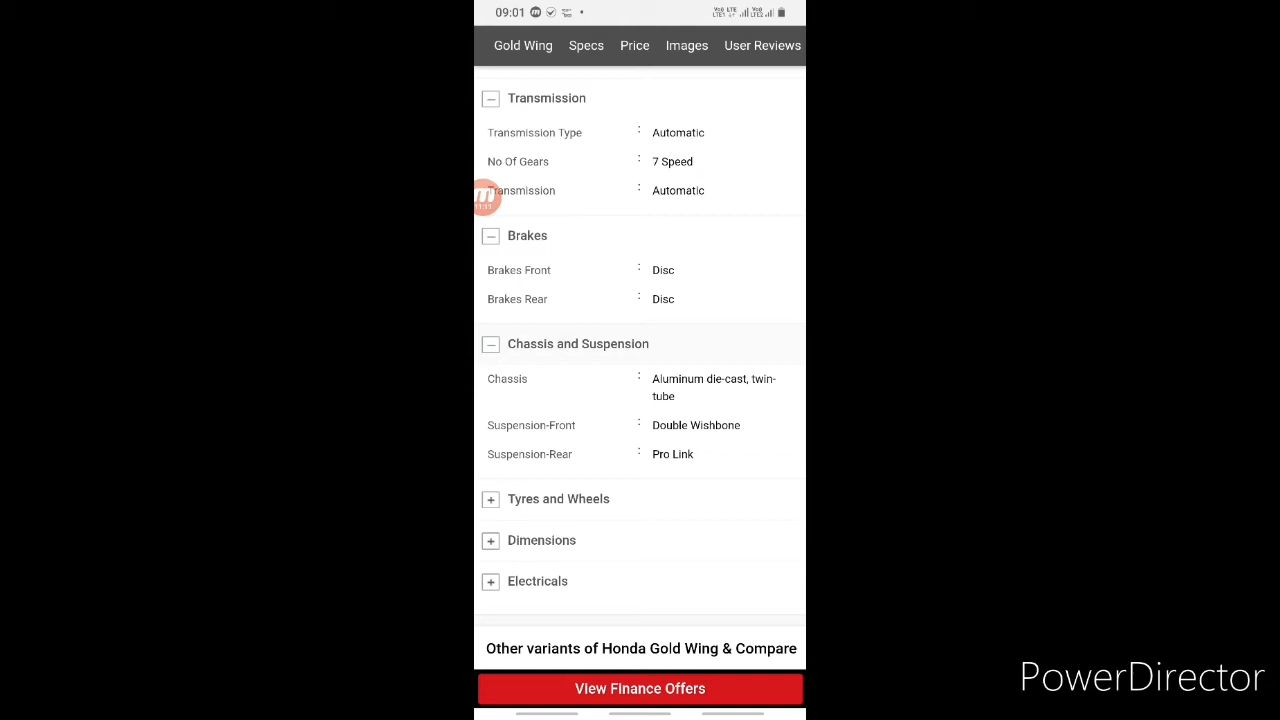 09:01
Gold Wing Specs Price Images User Reviews
Transmission
Transmission Type : Automatic
No Of Gears : 7 Speed
Transmission : Automatic
11:11
Brakes
Brakes Front : Disc
Brakes Rear : Disc
Chassis and Suspension
Chassis : Aluminum die-cast, twin-
tube
Suspension-Front : Double Wishbone
Suspension-Rear : Pro Link
Tyres and Wheels
Dimensions
Electricals
Other variants of Honda Gold Wing & Compare
View Finance Offers
PowerDirector